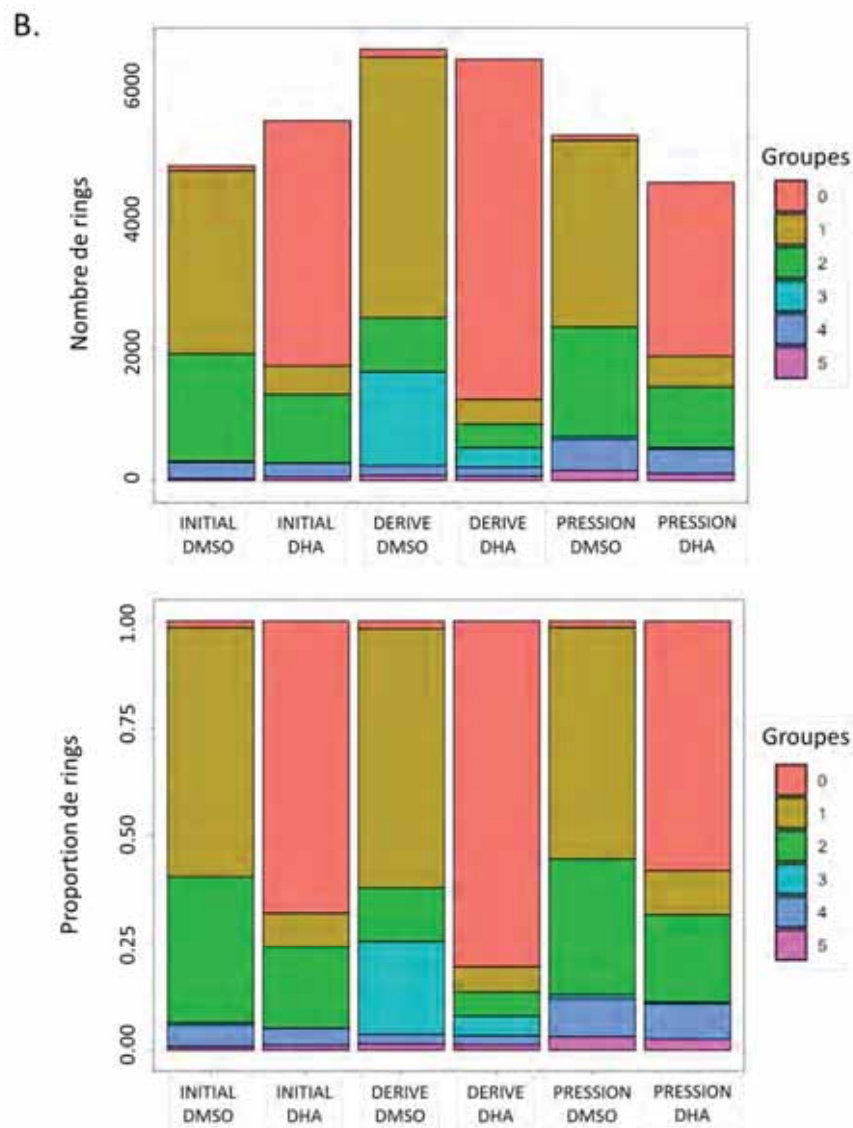 B.
Nombre de rings
6000
4000
2000
0
INITIAL
DMSO
INITIAL
DHA
DERIVE
DMSO
DERIVE
DHA
PRESSION
DMSO
PRESSION
DHA
Groupes
0
1
2
3
4
5
Proportion de rings
1.00
0.75
0.50
0.25
0.00
INITIAL
DMSO
INITIAL
DHA
DERIVE
DMSO
DERIVE
DHA
PRESSION
DMSO
PRESSION
DHA
Groupes
0
1
2
3
4
5